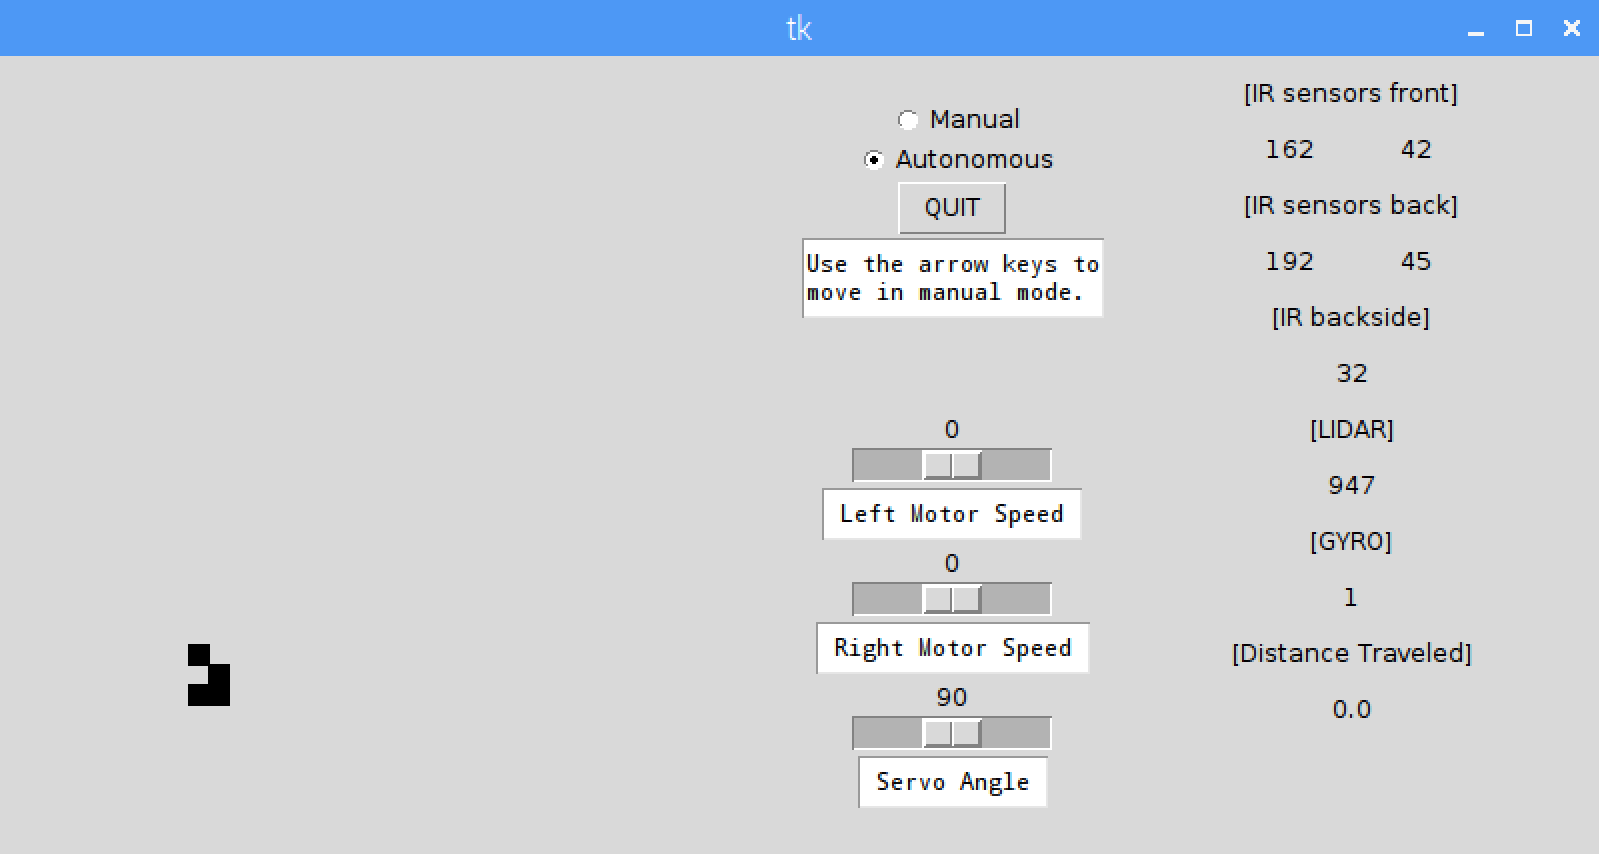 tk
Manual
Autonomous
QUIT
Use the arrow keys to
move in manual mode.
0
Left Motor Speed
0
Right Motor Speed
90
Servo Angle
[IR sensors front]
162 42
[IR sensors back]
192 45
[IR backside]
32
[LIDAR]
947
[GYRO]
1
[Distance Traveled]
0.0